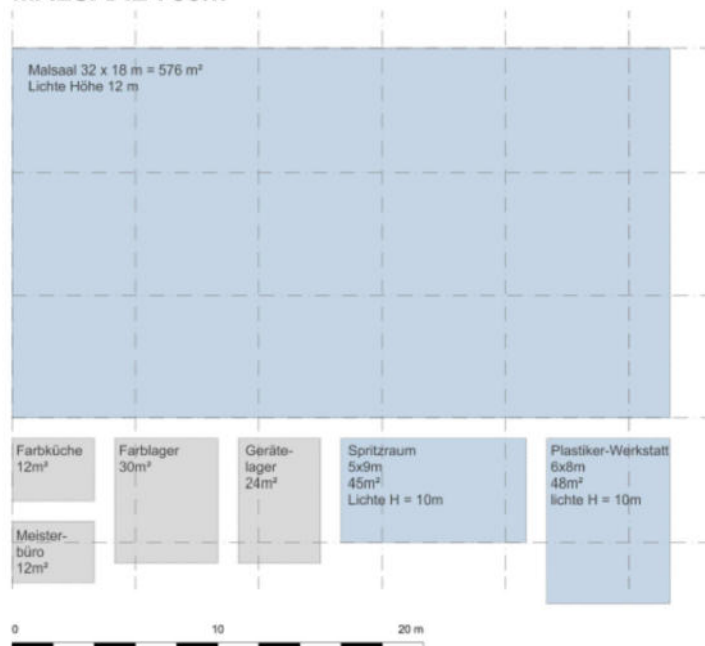 Malsaal 32 x 18 m = 576 m²
Lichte Höhe 12 m
Farbküche
12m²
Meister-
büro
12m²
Farblager
30m²
Geräte-
lager
24m²
Spritzraum
5x9m
45m²
Lichte H = 10m
Plastiker-Werkstatt
6x8m
48m²
lichte H = 10m
0 10 20 m